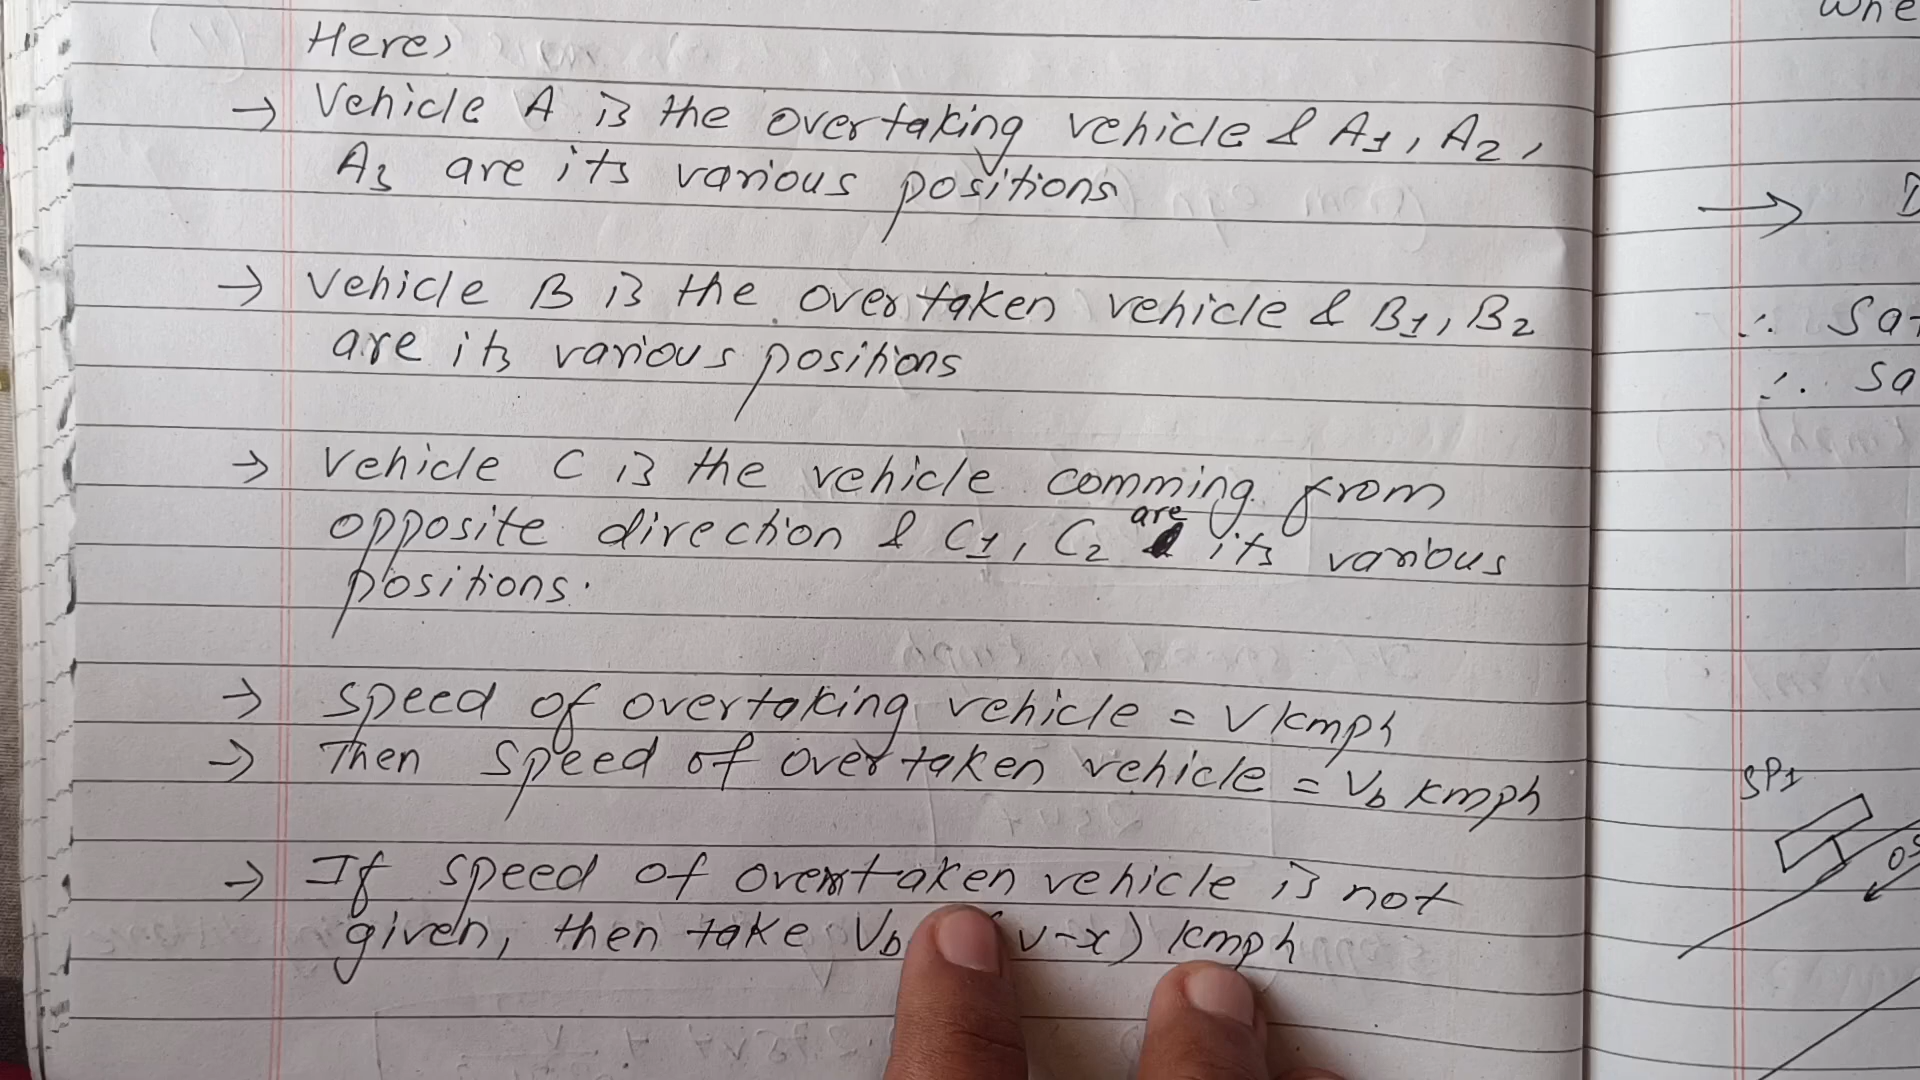 Here,
→ Vehicle A is the overtaking vehicle & A1, A2,
A3 are its various positions
→ Vehicle B is the overtaken vehicle & B1, B2
are its various positions
→ Vehicle C is the vehicle comming from
opposite direction & C1, C2 are its various
positions.
→ Speed of overtaking vehicle = V kmph
→ Then speed of overtaken vehicle = Vb kmph
→ If speed of overtaken vehicle is not
given, then take Vb (V-x) kmph
→
∴
∴
SP1